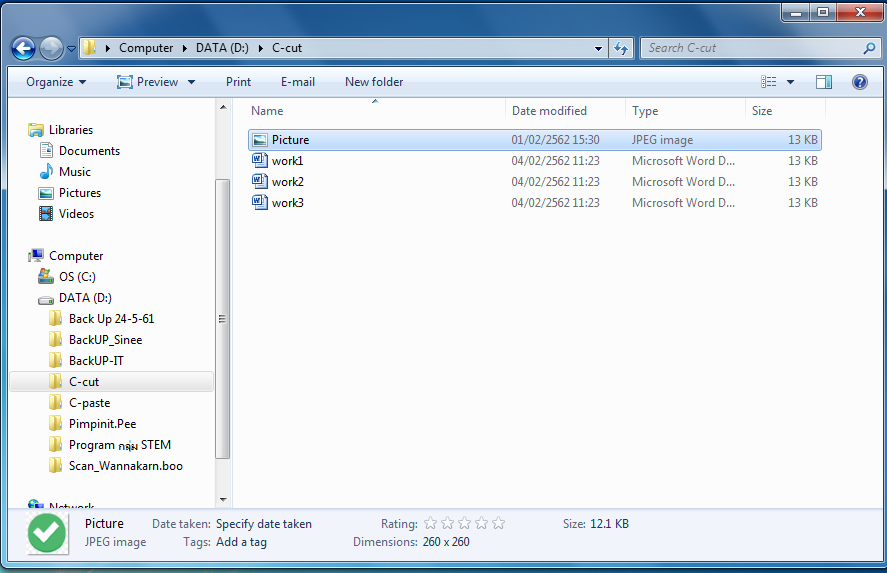 Computer DATA (D:) C-cut
Search C-cut
Organize Preview Print E-mail New folder
Name Date modified Type Size
Picture 01/02/2562 15:30 JPEG image 13 KB
work1 04/02/2562 11:23 Microsoft Word D... 13 KB
work2 04/02/2562 11:23 Microsoft Word D... 13 KB
work3 04/02/2562 11:23 Microsoft Word D... 13 KB
Libraries
Documents
Music
Pictures
Videos
Computer
OS (C:)
DATA (D:)
Back Up 24-5-61
BackUP_Sinee
BackUP-IT
C-cut
C-paste
Pimpinit.Pee
Program กลุ่ม STEM
Scan_Wannakarn.boo
Network
Picture Date taken: Specify date taken Rating: Size: 12.1 KB
JPEG image Tags: Add a tag Dimensions: 260 x 260